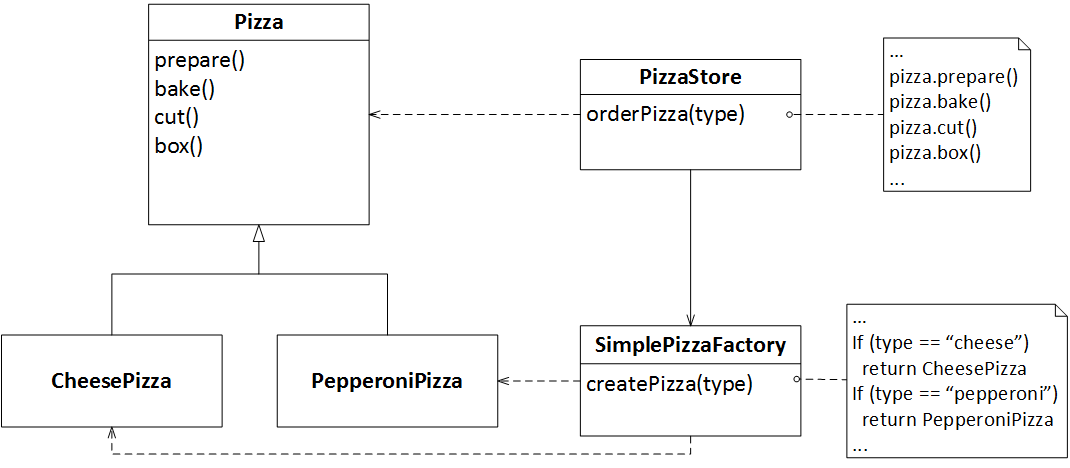 Pizza
prepare()
bake()
cut()
box()
PizzaStore
orderPizza(type)
...
pizza.prepare()
pizza.bake()
pizza.cut()
pizza.box()
...
CheesePizza
PepperoniPizza
SimplePizzaFactory
createPizza(type)
...
If (type == “cheese”)
return CheesePizza
If (type == “pepperoni”)
return PepperoniPizza
...